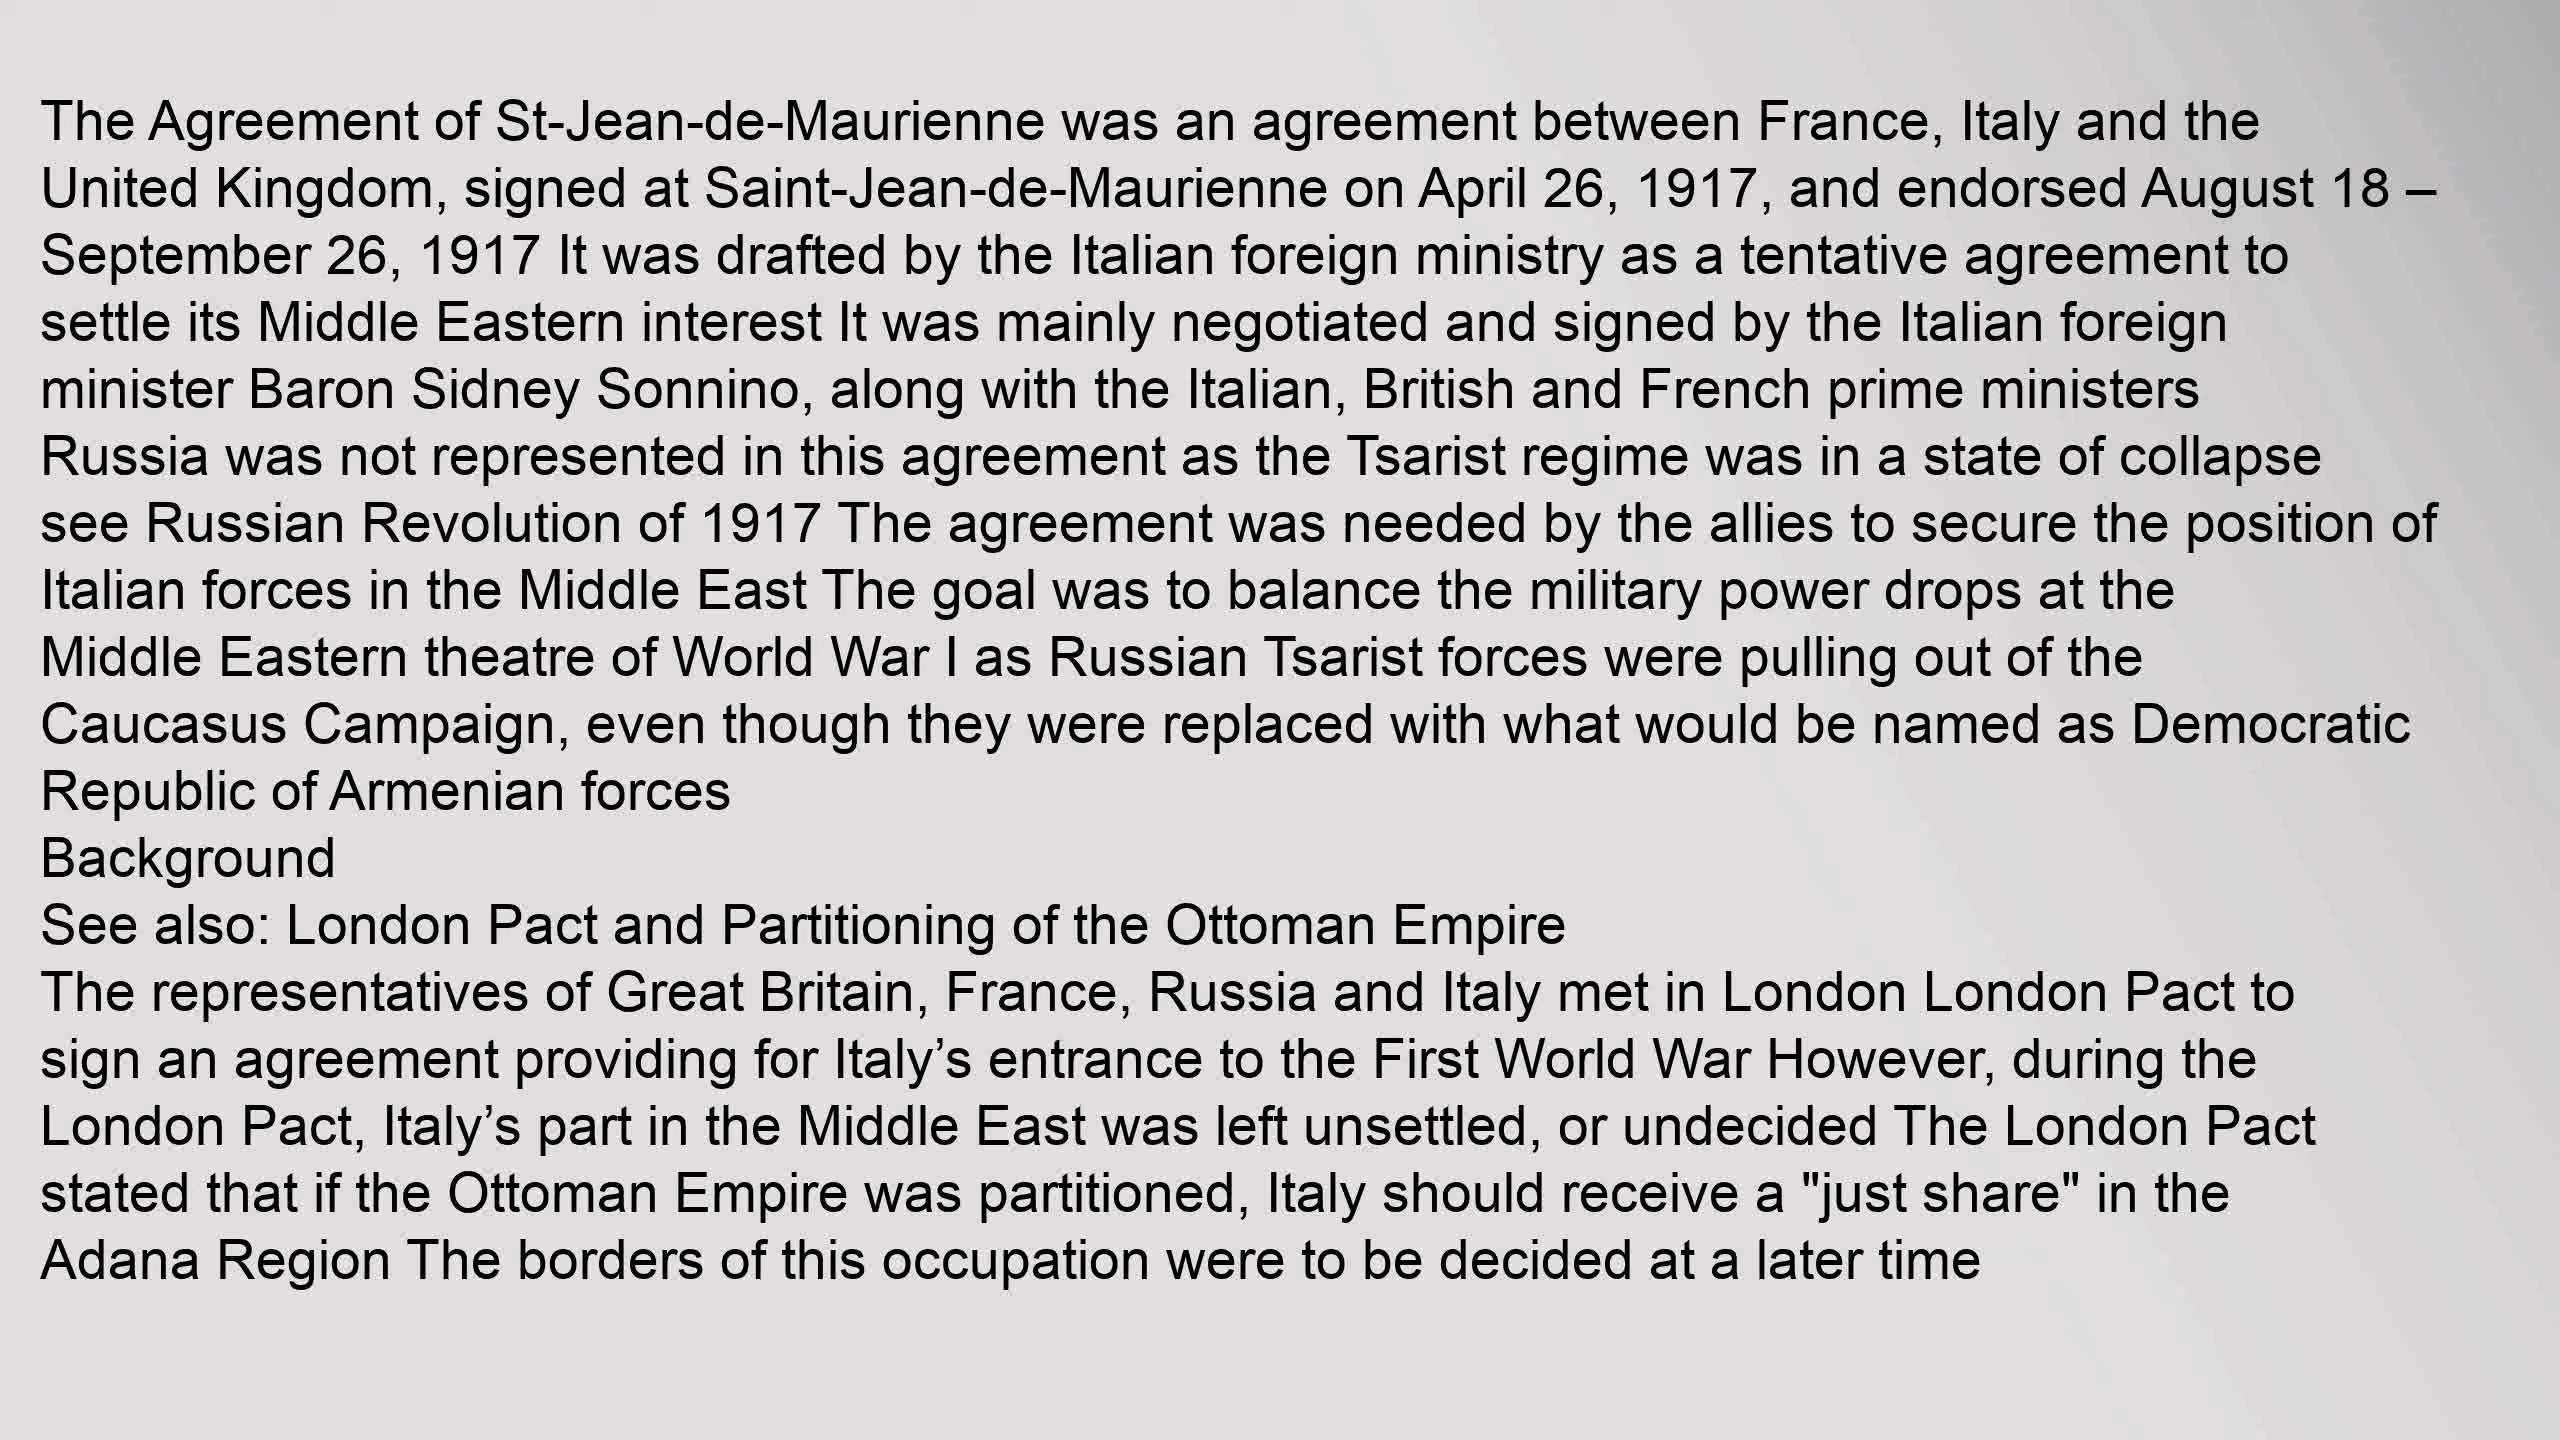 The Agreement of St-Jean-de-Maurienne was an agreement between France, Italy and the
United Kingdom, signed at Saint-Jean-de-Maurienne on April 26, 1917, and endorsed August 18 –
September 26, 1917 It was drafted by the Italian foreign ministry as a tentative agreement to
settle its Middle Eastern interest It was mainly negotiated and signed by the Italian foreign
minister Baron Sidney Sonnino, along with the Italian, British and French prime ministers
Russia was not represented in this agreement as the Tsarist regime was in a state of collapse
see Russian Revolution of 1917 The agreement was needed by the allies to secure the position of
Italian forces in the Middle East The goal was to balance the military power drops at the
Middle Eastern theatre of World War I as Russian Tsarist forces were pulling out of the
Caucasus Campaign, even though they were replaced with what would be named as Democratic
Republic of Armenian forces
Background
See also: London Pact and Partitioning of the Ottoman Empire
The representatives of Great Britain, France, Russia and Italy met in London London Pact to
sign an agreement providing for Italy’s entrance to the First World War However, during the
London Pact, Italy’s part in the Middle East was left unsettled, or undecided The London Pact
stated that if the Ottoman Empire was partitioned, Italy should receive a "just share" in the
Adana Region The borders of this occupation were to be decided at a later time